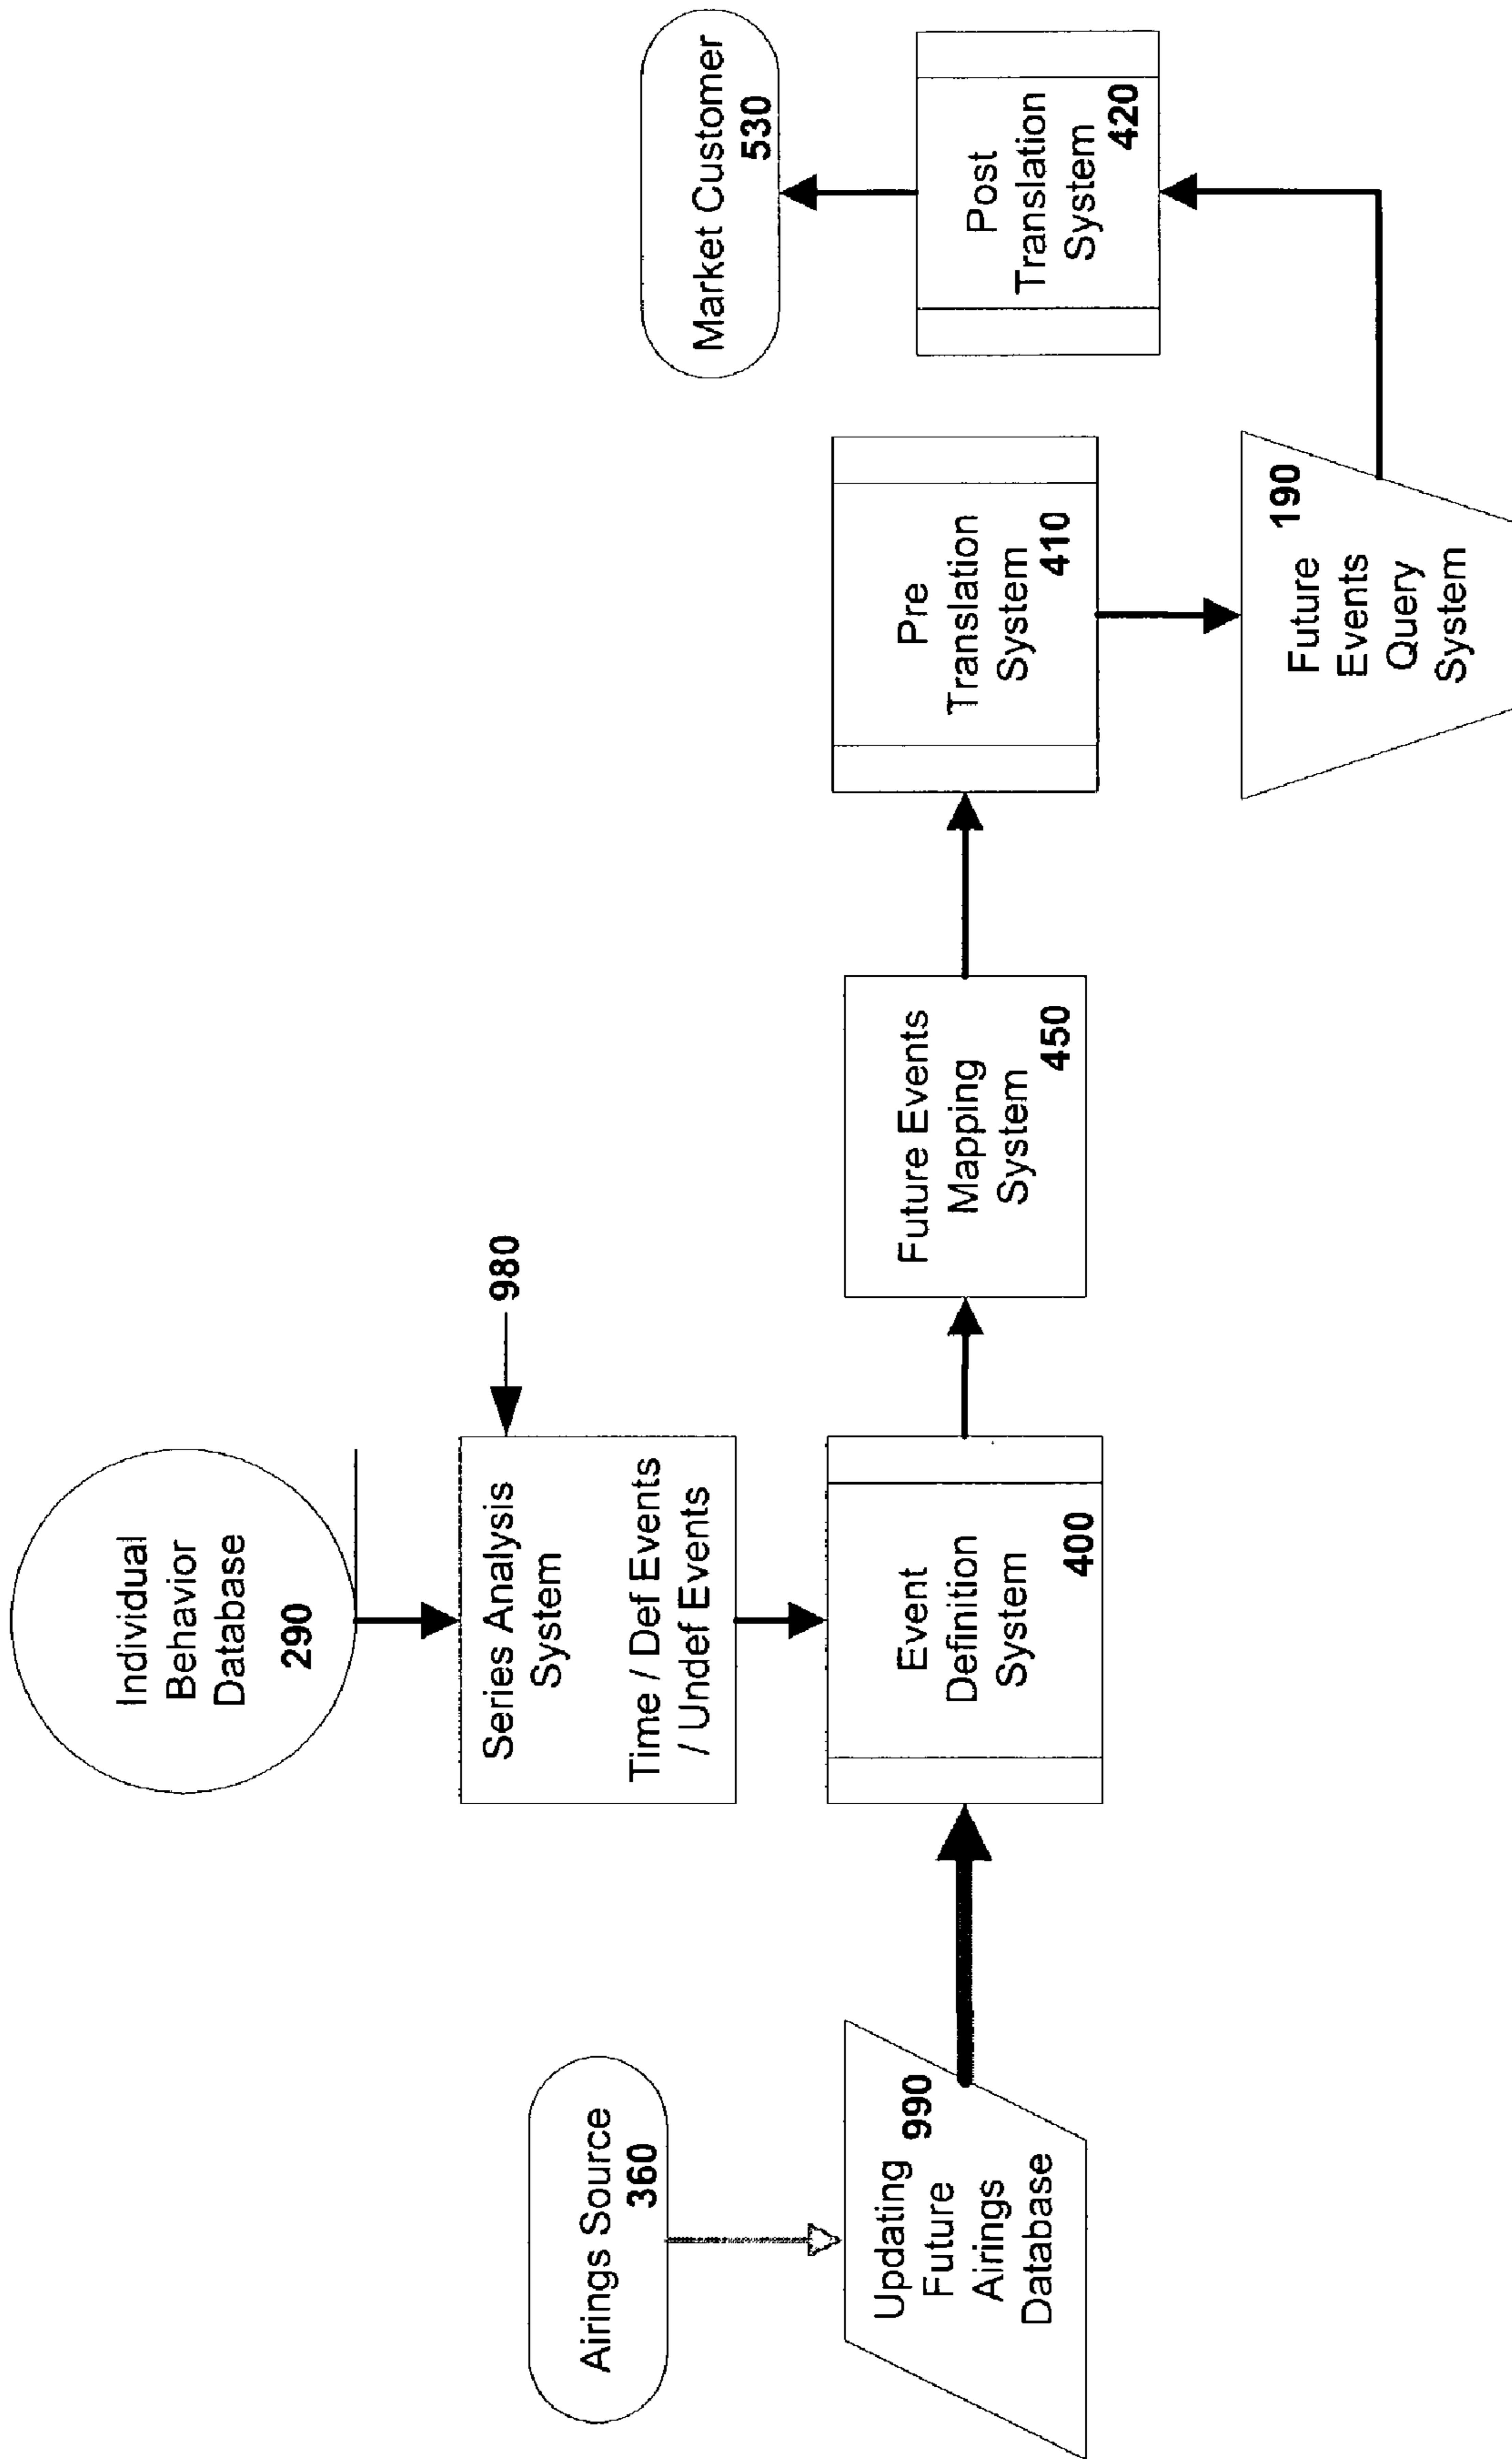 Individual
Behavior
Database
290
Series Analysis
System
Time / Def Events
/ Undef Events
980
Airings Source
360
Updating
Future
Airings
Database
990
Event
Definition
System
400
Future Events
Mapping
System
450
Pre
Translation
System
410
Future
Events
Query
System
190
Post
Translation
System
420
Market Customer
530